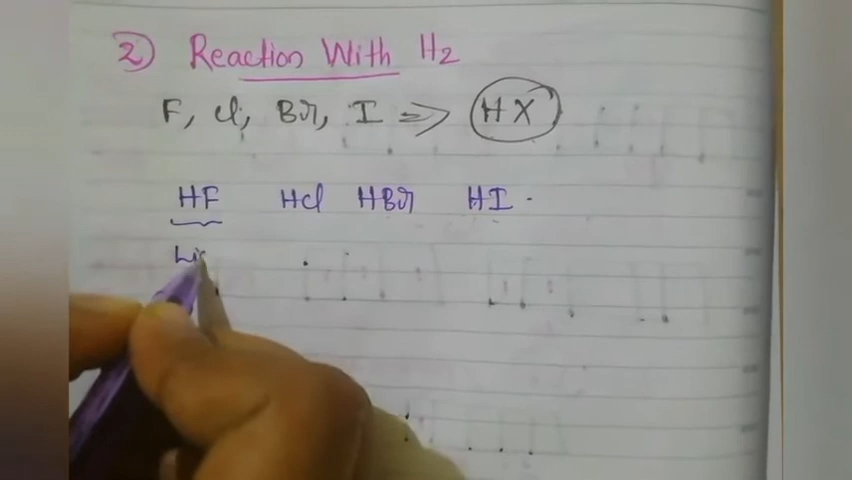 2) Reaction With H2
F, Cl, Br, I => HX
HF HCl HBr HI